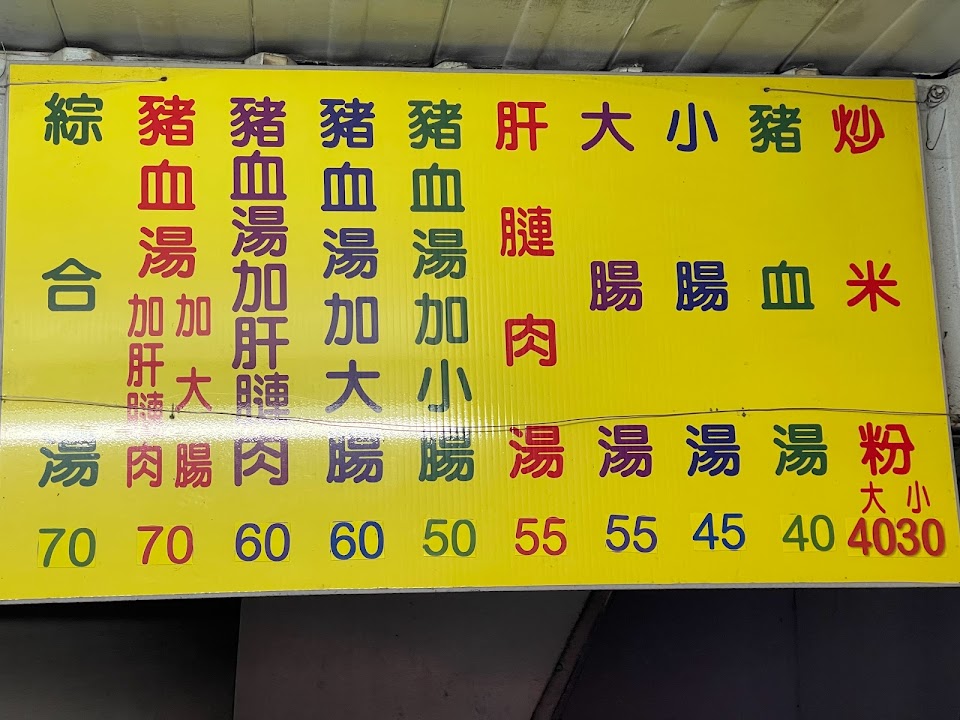 炒米粉
大 小
40 30
豬血湯
40
小腸湯
45
大腸湯
55
肝膢肉湯
55
豬血湯加小腸
50
豬血湯加大腸
60
豬血湯加肝膢肉
60
豬血湯
加大腸
加肝膢肉
70
綜合湯
70